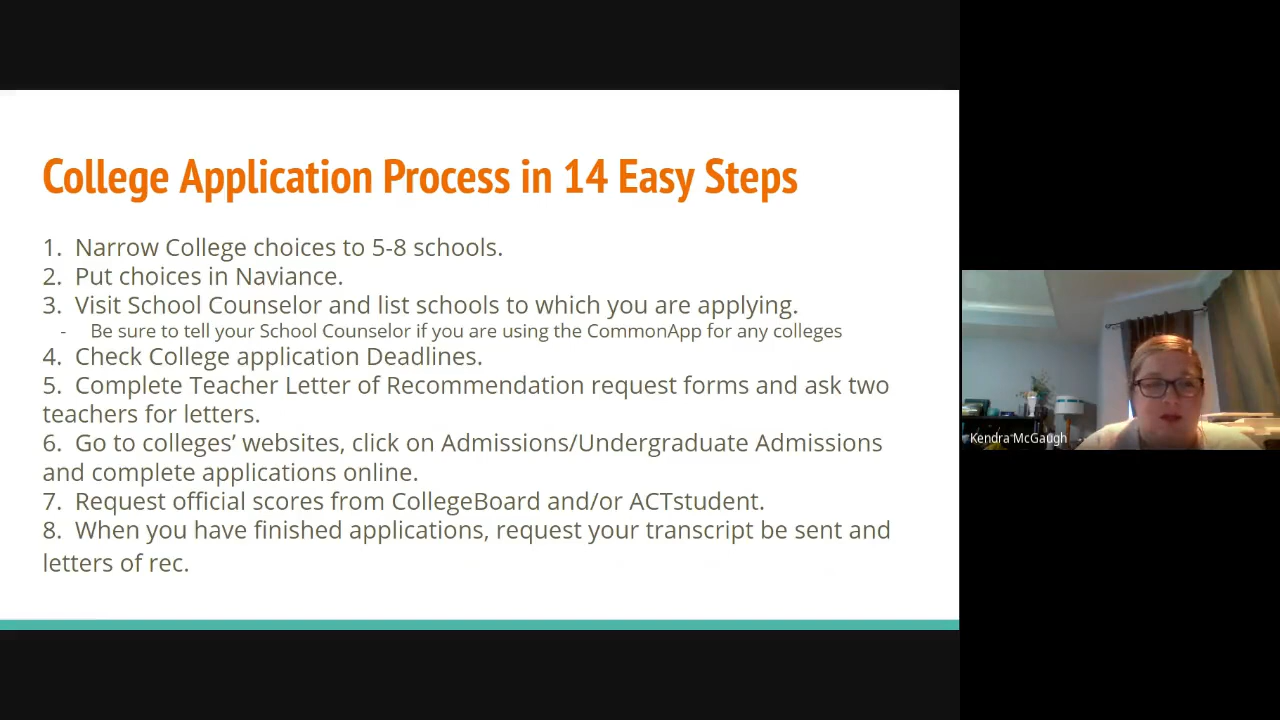 College Application Process in 14 Easy Steps
1. Narrow College choices to 5-8 schools.
2. Put choices in Naviance.
3. Visit School Counselor and list schools to which you are applying.
- Be sure to tell your School Counselor if you are using the CommonApp for any colleges
4. Check College application Deadlines.
5. Complete Teacher Letter of Recommendation request forms and ask two
teachers for letters.
6. Go to colleges’ websites, click on Admissions/Undergraduate Admissions
and complete applications online.
7. Request official scores from CollegeBoard and/or ACTstudent.
8. When you have finished applications, request your transcript be sent and
letters of rec.
Kendra McGaugh